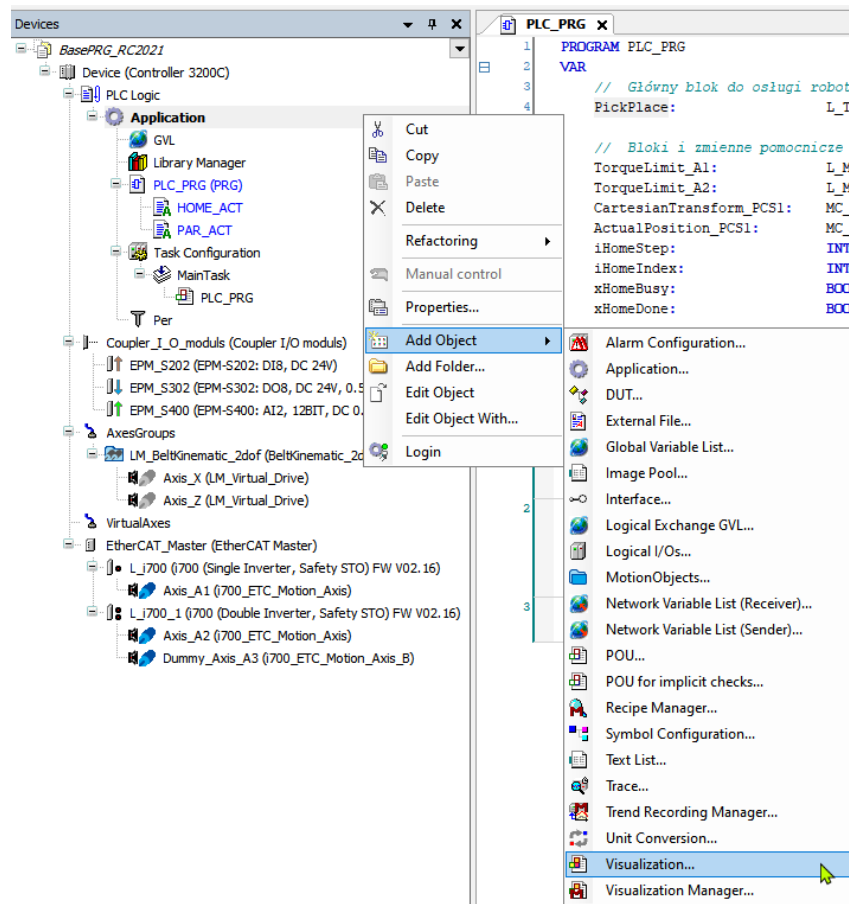 Devices
BasePRG_RC2021
Device (Controller 3200C)
PLC Logic
Application
GVL
Library Manager
PLC_PRG (PRG)
HOME_ACT
PAR_ACT
Task Configuration
MainTask
PLC_PRG
Per
Coupler_I_O_moduls (Coupler I/O moduls)
EPM_S202 (EPM-S202: DI8, DC 24V)
EPM_S302 (EPM-S302: DO8, DC 24V, 0.5
EPM_S400 (EPM-S400: AI2, 12BIT, DC 0.
AxesGroups
LM_BeltKinematic_2dof (BeltKinematic_2d
Axis_X (LM_Virtual_Drive)
Axis_Z (LM_Virtual_Drive)
VirtualAxes
EtherCAT_Master (EtherCAT Master)
L_i700 (i700 (Single Inverter, Safety STO) FW V02.16)
Axis_A1 (i700_ETC_Motion_Axis)
L_i700_1 (i700 (Double Inverter, Safety STO) FW V02.16)
Axis_A2 (i700_ETC_Motion_Axis)
Dummy_Axis_A3 (i700_ETC_Motion_Axis_B)
Cut
Copy
Paste
Delete
Refactoring
Manual control
Properties...
Add Object
Add Folder...
Edit Object
Edit Object With...
Login
PLC_PRG
1 PROGRAM PLC_PRG
2 VAR
3 // Główny blok do osługi robot
4 PickPlace: L_T
// Bloki i zmienne pomocnicze
TorqueLimit_A1: L_M
TorqueLimit_A2: L_M
CartesianTransform_PCS1: MC_
ActualPosition_PCS1: MC_
iHomeStep: INT
iHomeIndex: INT
xHomeBusy: BOO
xHomeDone: BOO
2
3
Alarm Configuration...
Application...
DUT...
External File...
Global Variable List...
Image Pool...
Interface...
Logical Exchange GVL...
Logical I/Os...
MotionObjects...
Network Variable List (Receiver)...
Network Variable List (Sender)...
POU...
POU for implicit checks...
Recipe Manager...
Symbol Configuration...
Text List...
Trace...
Trend Recording Manager...
Unit Conversion...
Visualization...
Visualization Manager...